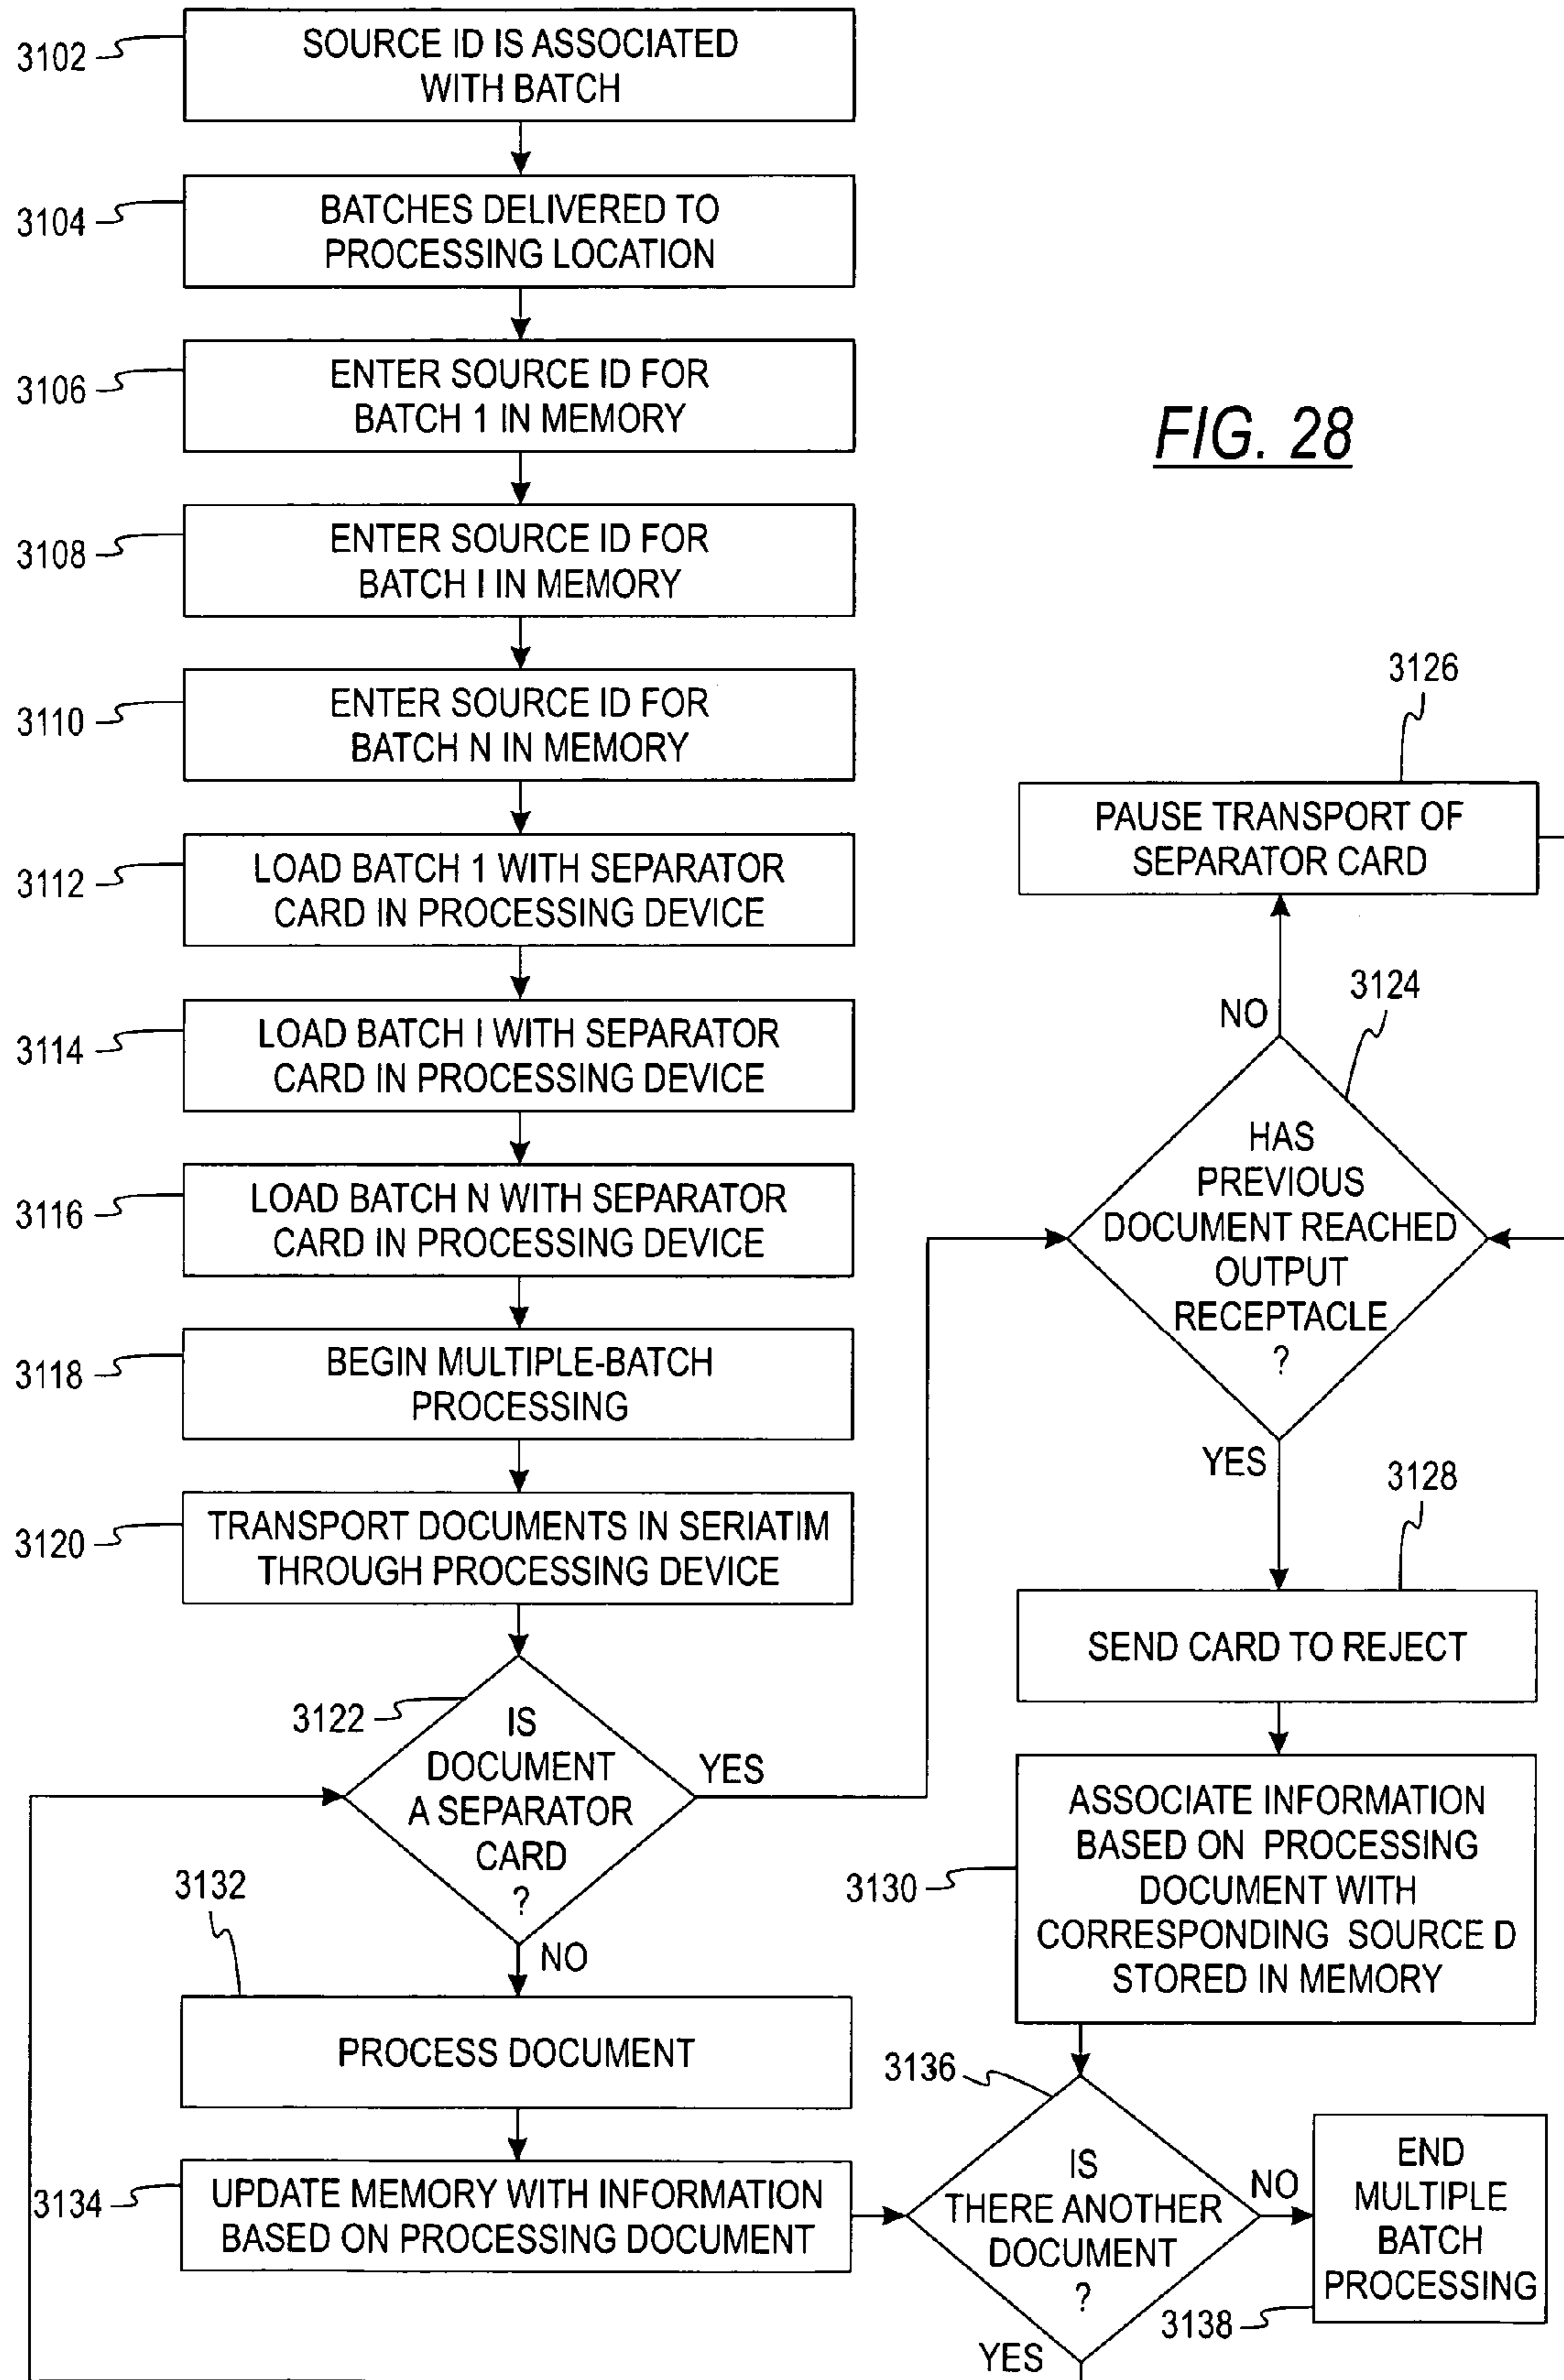 3102
SOURCE ID IS ASSOCIATED
WITH BATCH
3104
BATCHES DELIVERED TO
PROCESSING LOCATION
3106
ENTER SOURCE ID FOR
BATCH 1 IN MEMORY
FIG. 28
3108
ENTER SOURCE ID FOR
BATCH I IN MEMORY
3110
ENTER SOURCE ID FOR
BATCH N IN MEMORY
3112
LOAD BATCH 1 WITH SEPARATOR
CARD IN PROCESSING DEVICE
3114
LOAD BATCH I WITH SEPARATOR
CARD IN PROCESSING DEVICE
3116
LOAD BATCH N WITH SEPARATOR
CARD IN PROCESSING DEVICE
3118
BEGIN MULTIPLE-BATCH
PROCESSING
3120
TRANSPORT DOCUMENTS IN SERIATIM
THROUGH PROCESSING DEVICE
3122
IS
DOCUMENT
A SEPARATOR
CARD
?
YES
NO
3126
PAUSE TRANSPORT OF
SEPARATOR CARD
NO
3124
HAS
PREVIOUS
DOCUMENT REACHED
OUTPUT
RECEPTACLE
?
YES
3128
SEND CARD TO REJECT
3130
ASSOCIATE INFORMATION
BASED ON PROCESSING
DOCUMENT WITH
CORRESPONDING SOURCE D
STORED IN MEMORY
3132
PROCESS DOCUMENT
3134
UPDATE MEMORY WITH INFORMATION
BASED ON PROCESSING DOCUMENT
3136
IS
THERE ANOTHER
DOCUMENT
?
NO
YES
END
MULTIPLE
BATCH
PROCESSING
3138